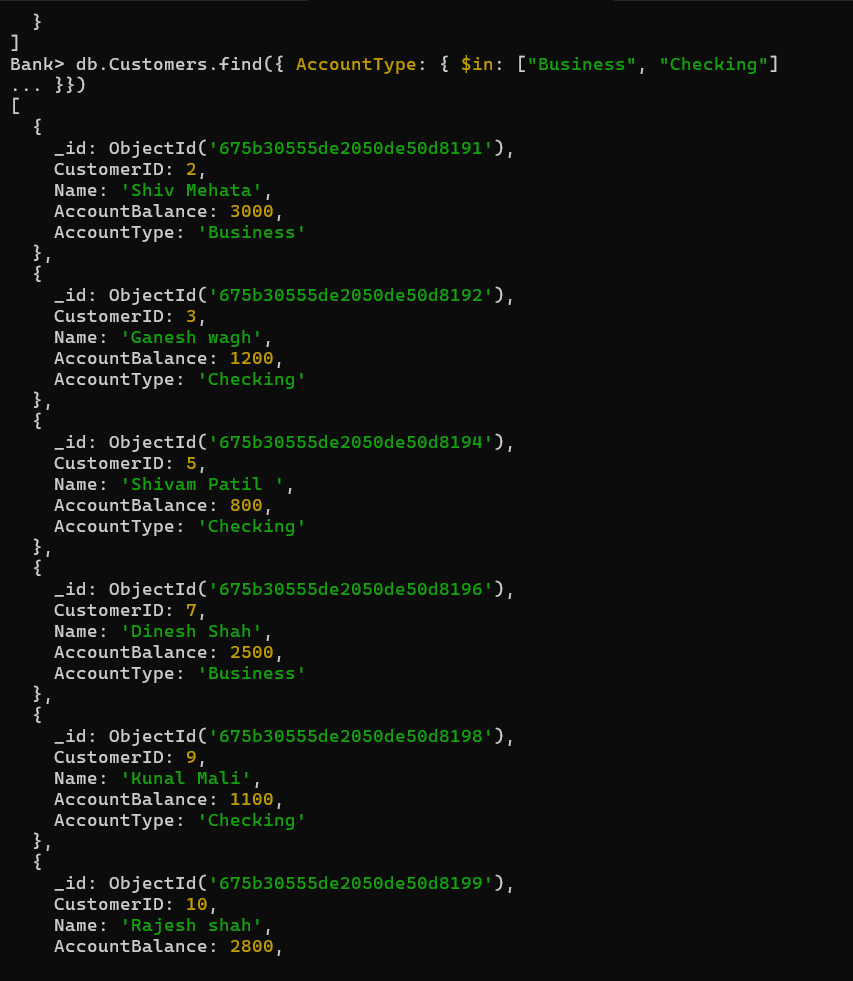 }
]
Bank> db.Customers.find({ AccountType: { $in: ["Business", "Checking"]
... }})
[
  {
    _id: ObjectId('675b30555de2050de50d8191'),
    CustomerID: 2,
    Name: 'Shiv Mehata',
    AccountBalance: 3000,
    AccountType: 'Business'
  },
  {
    _id: ObjectId('675b30555de2050de50d8192'),
    CustomerID: 3,
    Name: 'Ganesh wagh',
    AccountBalance: 1200,
    AccountType: 'Checking'
  },
  {
    _id: ObjectId('675b30555de2050de50d8194'),
    CustomerID: 5,
    Name: 'Shivam Patil ',
    AccountBalance: 800,
    AccountType: 'Checking'
  },
  {
    _id: ObjectId('675b30555de2050de50d8196'),
    CustomerID: 7,
    Name: 'Dinesh Shah',
    AccountBalance: 2500,
    AccountType: 'Business'
  },
  {
    _id: ObjectId('675b30555de2050de50d8198'),
    CustomerID: 9,
    Name: 'Kunal Mali',
    AccountBalance: 1100,
    AccountType: 'Checking'
  },
  {
    _id: ObjectId('675b30555de2050de50d8199'),
    CustomerID: 10,
    Name: 'Rajesh shah',
    AccountBalance: 2800,